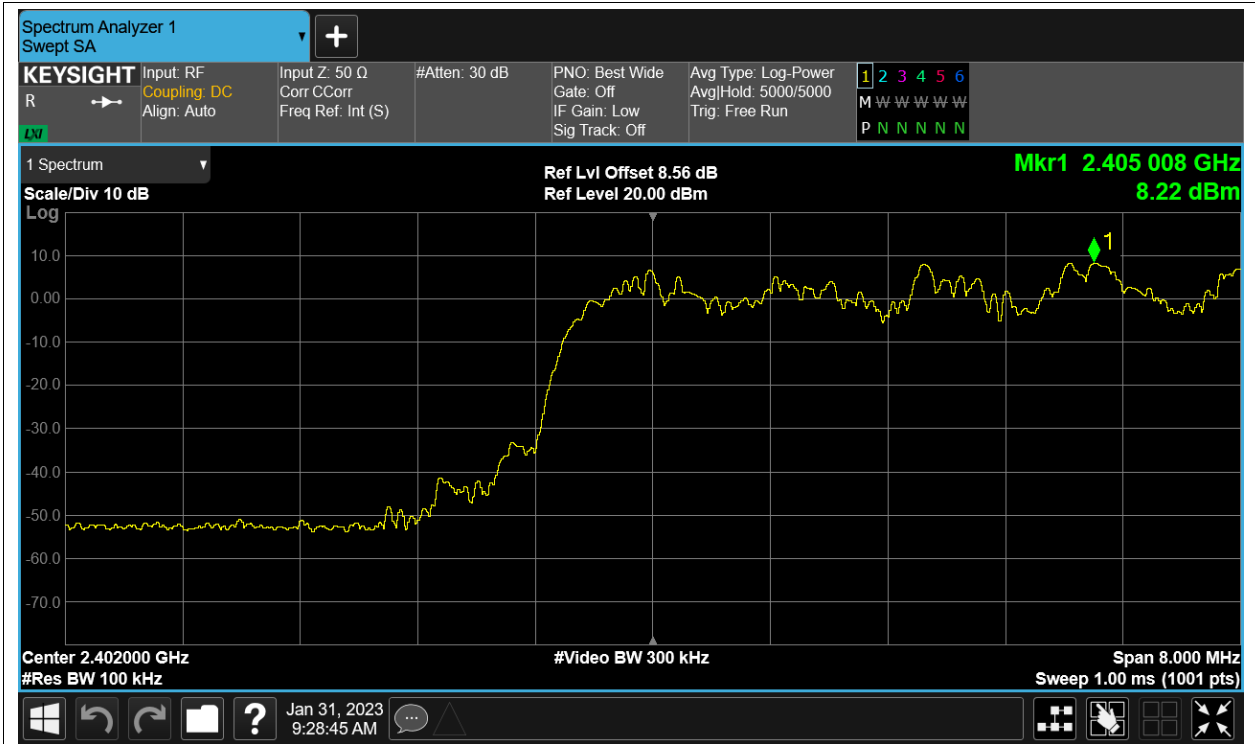 Spectrum Analyzer 1
Swept SA
KEYSIGHT
R
LXI
Input: RF
Coupling: DC
Align: Auto
Input Z: 50 Ω
Corr CCorr
Freq Ref: Int (S)
#Atten: 30 dB
PNO: Best Wide
Gate: Off
IF Gain: Low
Sig Track: Off
Avg Type: Log-Power
Avg|Hold: 5000/5000
Trig: Free Run
1 2 3 4 5 6
M W W W W W
P N N N N N
1 Spectrum
Scale/Div 10 dB
Log
Ref Lvl Offset 8.56 dB
Ref Level 20.00 dBm
Mkr1 2.405 008 GHz
8.22 dBm
1
10.0
0.00
-10.0
-20.0
-30.0
-40.0
-50.0
-60.0
-70.0
Center 2.402000 GHz
#Res BW 100 kHz
#Video BW 300 kHz
Span 8.000 MHz
Sweep 1.00 ms (1001 pts)
?
Jan 31, 2023
9:28:45 AM